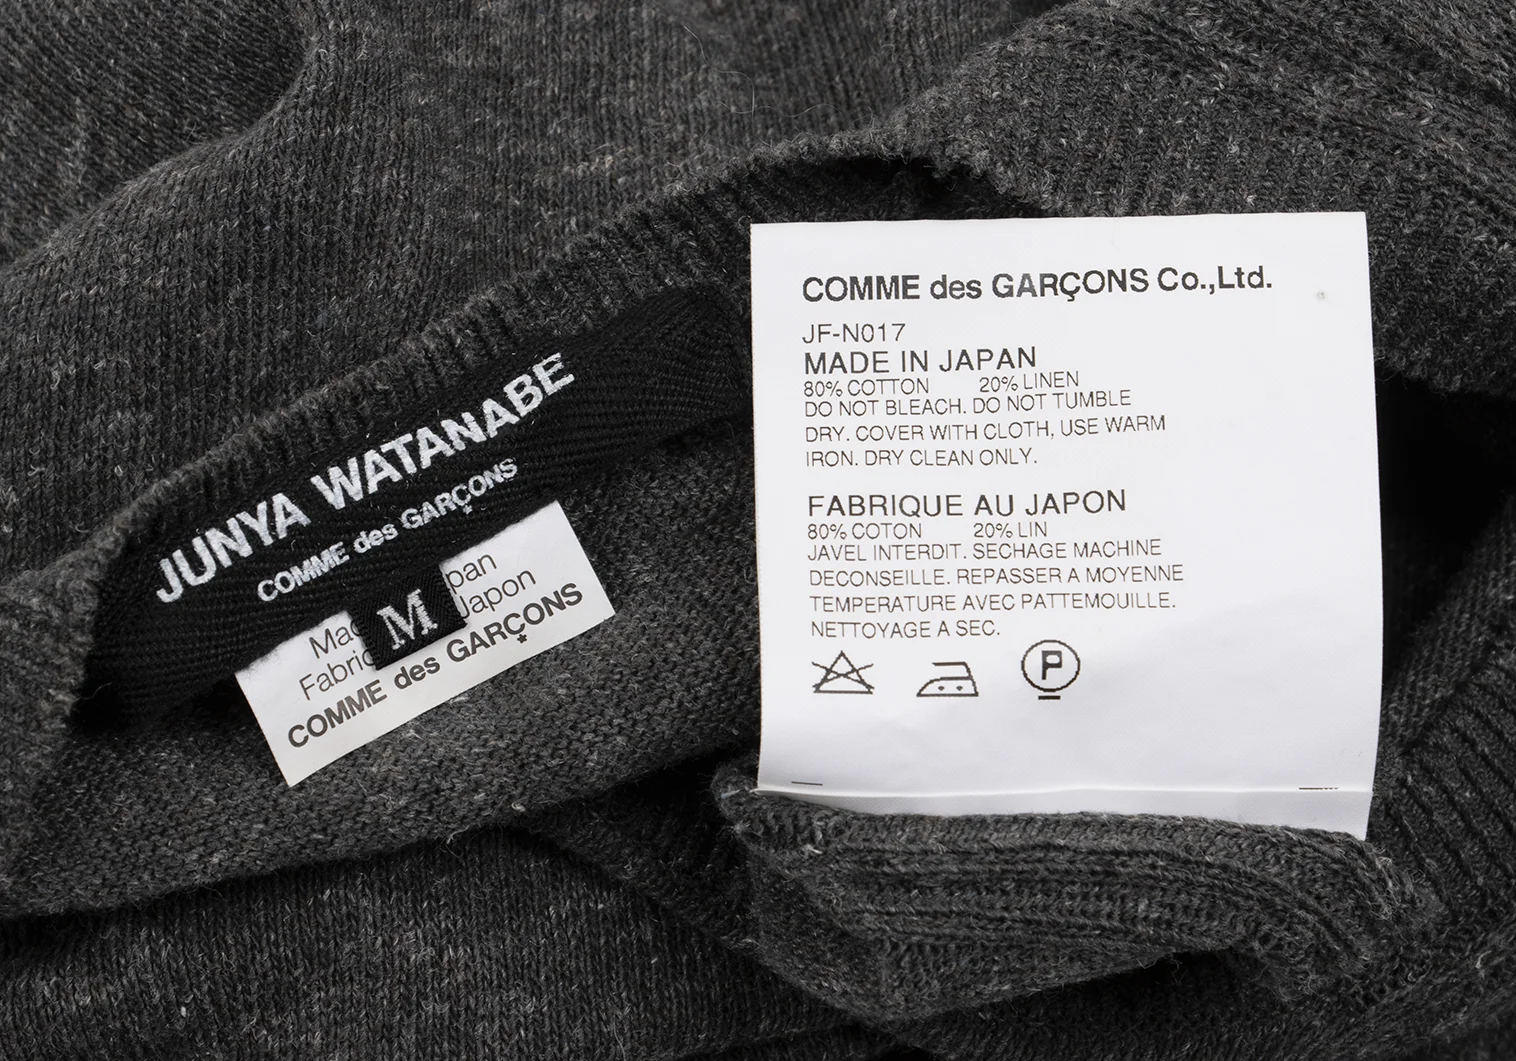 JUNYA WATANABE
COMME des GARÇONS
M
pan
Japon
COMME des GARÇONS
*
COMME des GARÇONS Co.,Ltd.
JF-N017
MADE IN JAPAN
80% COTTON 20% LINEN
DO NOT BLEACH. DO NOT TUMBLE
DRY. COVER WITH CLOTH, USE WARM
IRON. DRY CLEAN ONLY.
FABRIQUE AU JAPON
80% COTON 20% LIN
JAVEL INTERDIT. SECHAGE MACHINE
DECONSEILLE. REPASSER A MOYENNE
TEMPERATURE AVEC PATTEMOUILLE.
NETTOYAGE A SEC.
P